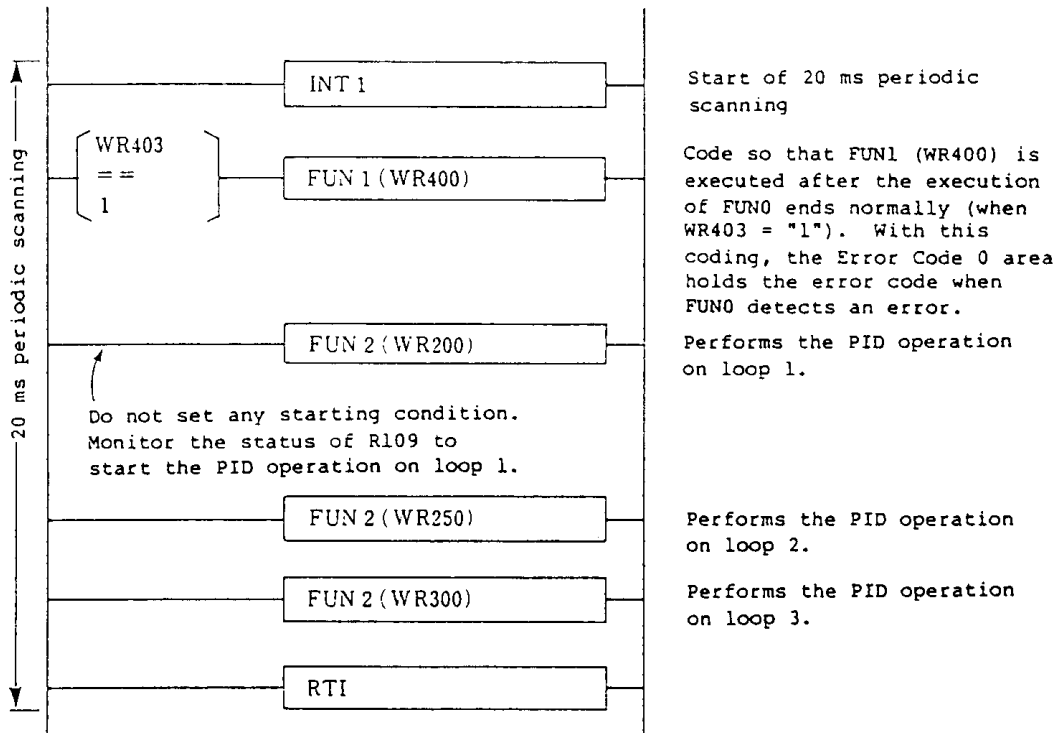 20 ms periodic scanning
INT 1
Start of 20 ms periodic
scanning
WR403
==
1
FUN 1 (WR400)
Code so that FUN1 (WR400) is
executed after the execution
of FUN0 ends normally (when
WR403 = "1"). With this
coding, the Error Code 0 area
holds the error code when
FUN0 detects an error.
FUN 2 (WR200)
Performs the PID operation
on loop 1.
Do not set any starting condition.
Monitor the status of R109 to
start the PID operation on loop 1.
FUN 2 (WR250)
Performs the PID operation
on loop 2.
FUN 2 (WR300)
Performs the PID operation
on loop 3.
RTI